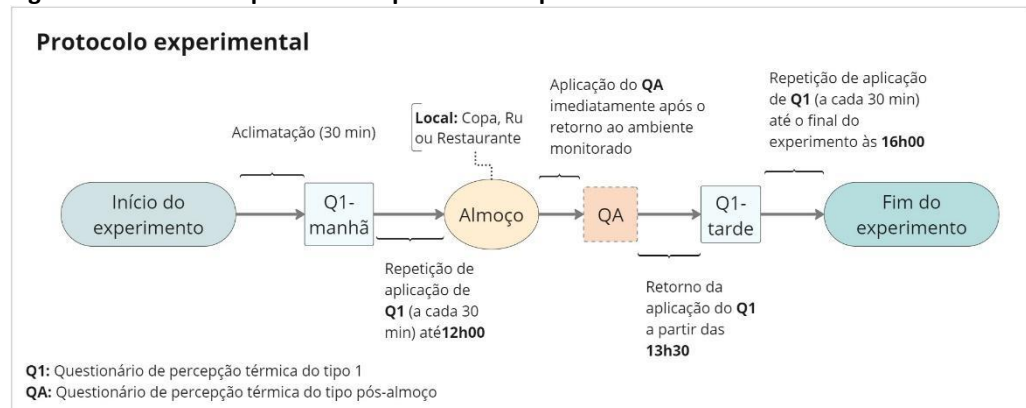 Protocolo experimental
Aclimatação (30 min)
Local: Copa, Ru
ou Restaurante
Aplicação do QA
imediatamente após o
retorno ao ambiente
monitorado
Repetição de aplicação
de Q1 (a cada 30 min)
até o final do
experimento às 16h00
Início do
experimento
Q1-
manhã
Almoço
QA
Q1-
tarde
Fim do
experimento
Repetição de
aplicação de
Q1 (a cada 30
min) até12h00
Retorno da
aplicação do Q1
a partir das
13h30
Q1: Questionário de percepção térmica do tipo 1
QA: Questionário de percepção térmica do tipo pós-almoço